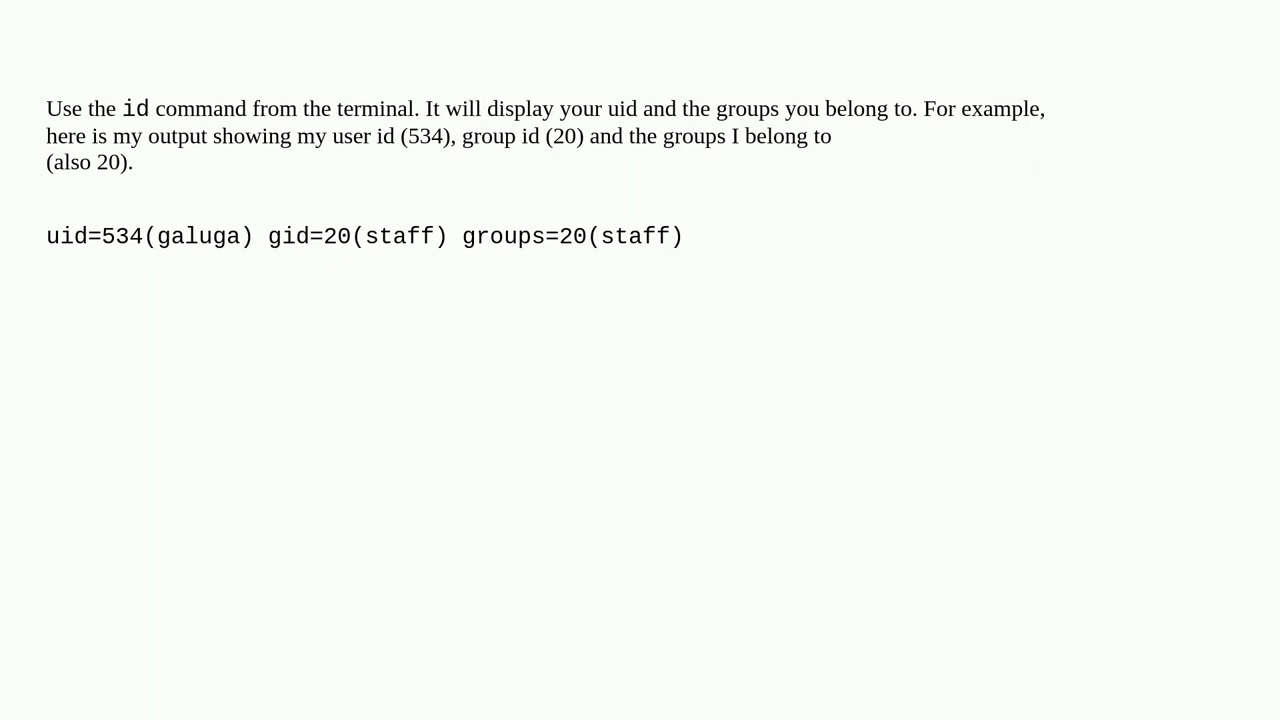 Use the id command from the terminal. It will display your uid and the groups you belong to. For example,
here is my output showing my user id (534), group id (20) and the groups I belong to
(also 20).
uid=534(galuga) gid=20(staff) groups=20(staff)